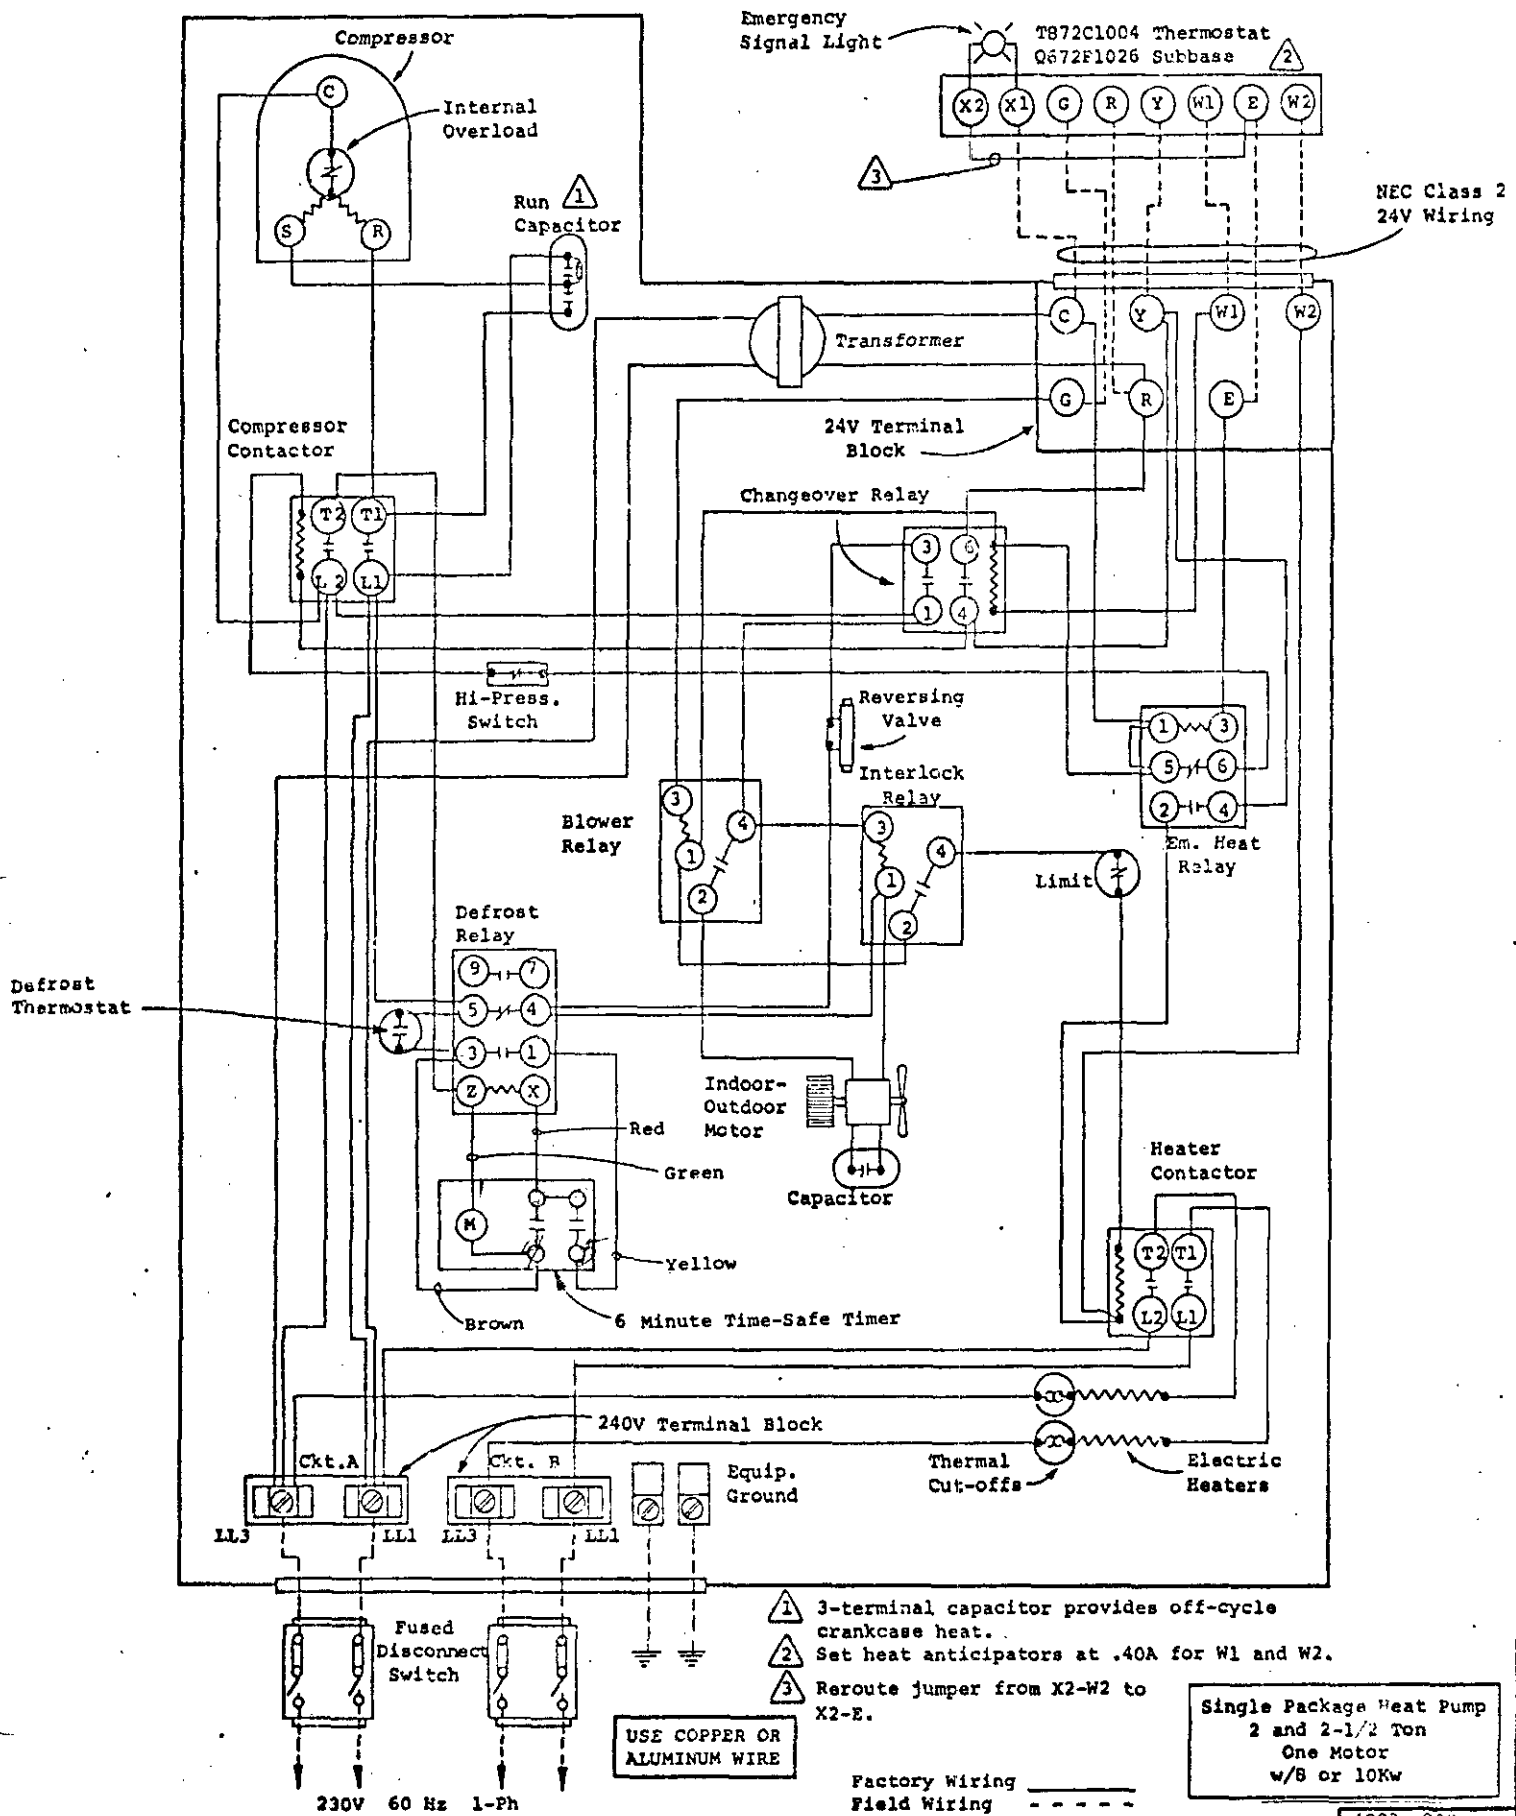 Emergency
Signal Light
T872C1004 Thermostat
Q672F1026 Subbase
2
X2 X1 G R Y W1 E W2
3
NEC Class 2
24V Wiring
Compressor
C
Internal
Overload
S
R
Run
Capacitor
1
Transformer
C Y W1 W2
G R E
24V Terminal
Block
Compressor
Contactor
T2 T1
L2 L1
Changeover Relay
3 6
1 4
Hi-Press.
Switch
Reversing
Valve
Interlock
Relay
1 3
5 6
2 4
Em. Heat
Relay
Blower
Relay
3
4
1
2
3
4
1
2
Limit
Defrost
Relay
9 7
5 4
3 1
Z X
Defrost
Thermostat
Red
Green
M
Yellow
Brown
6 Minute Time-Safe Timer
Indoor-
Outdoor
Motor
Capacitor
Heater
Contactor
T2 T1
L2 L1
240V Terminal Block
Ckt.A
Ckt. B
Equip.
Ground
Thermal
Cut-offs
Electric
Heaters
LL3
LL1
LL3
LL1
Fused
Disconnect
Switch
1 3-terminal capacitor provides off-cycle
crankcase heat.
2 Set heat anticipators at .40A for W1 and W2.
3 Reroute jumper from X2-W2 to
X2-E.
USE COPPER OR
ALUMINUM WIRE
Single Package Heat Pump
2 and 2-1/2 Ton
One Motor
w/8 or 10Kw
Factory Wiring
Field Wiring
230V 60 Hz 1-Ph